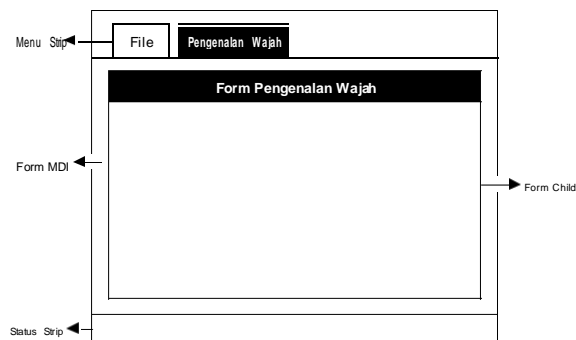 Menu Strip
File
Pengenalan Wajah
Form Pengenalan Wajah
Form MDI
Form Child
Status Strip